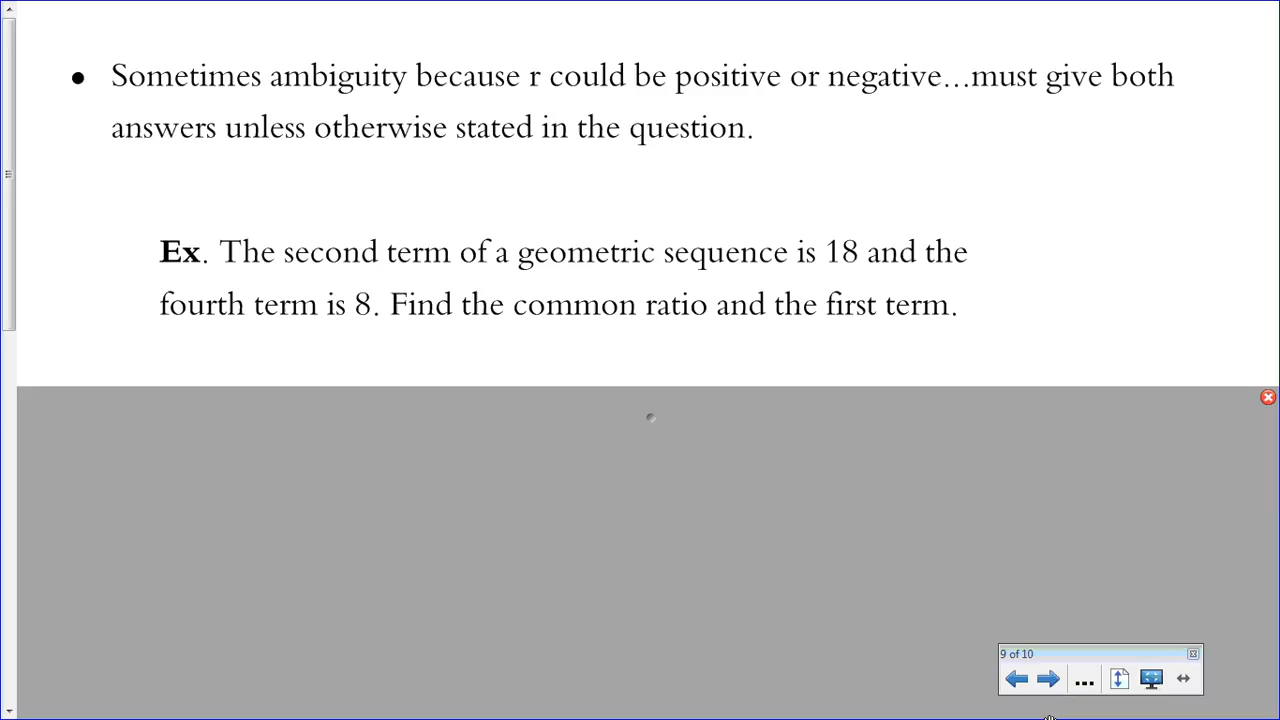 ● Sometimes ambiguity because r could be positive or negative...must give both
answers unless otherwise stated in the question.
Ex. The second term of a geometric sequence is 18 and the
fourth term is 8. Find the common ratio and the first term.
9 of 10
...